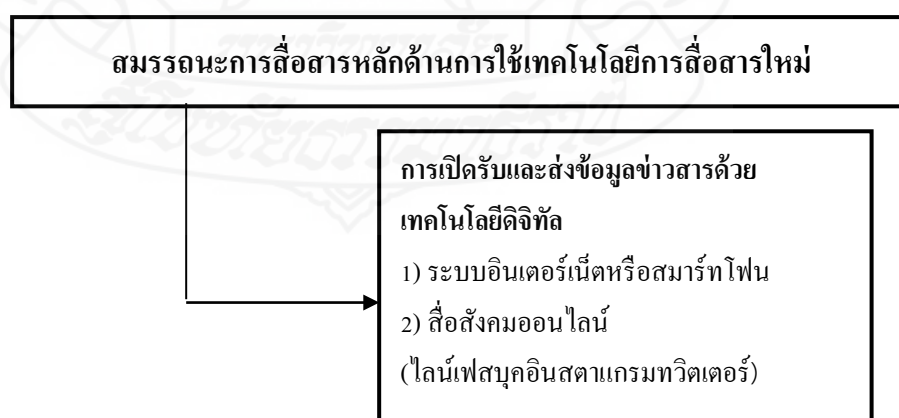 สมรรถนะการสื่อสารหลักด้านการใช้เทคโนโลยีการสื่อสารใหม่
การเปิดรับและส่งข้อมูลข่าวสารด้วย
เทคโนโลยีดิจิทัล
1) ระบบอินเตอร์เน็ตหรือสมาร์ทโฟน
2) สื่อสังคมออนไลน์
(ไลน์เฟสบุคอินสตาแกรมทวิตเตอร์)